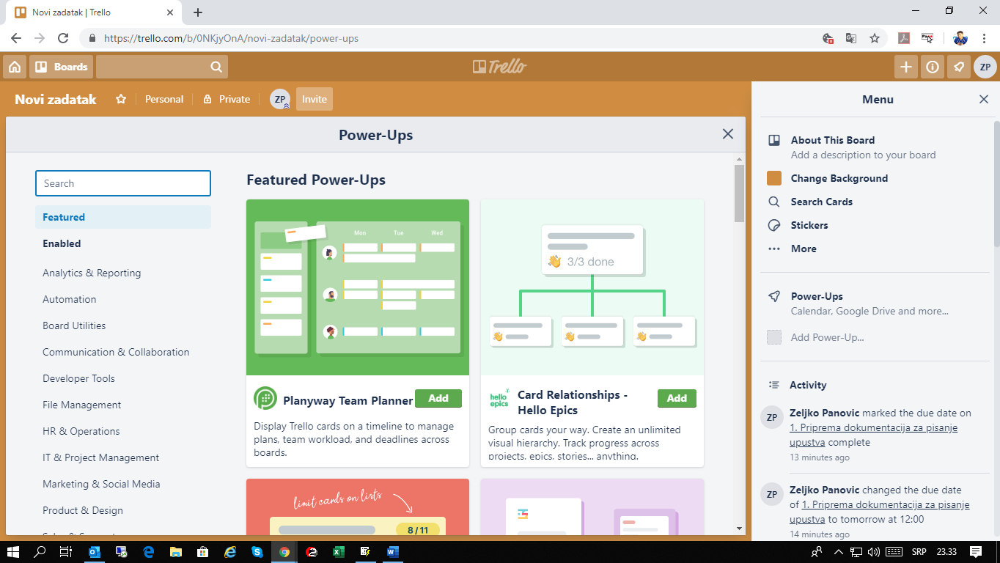 Novi zadatak | Trello
https://trello.com/b/0NKjyOnA/novi-zadatak/power-ups
Boards
Trello
ZP
Novi zadatak
Personal
Private
ZP
Invite
Power-Ups
Search
Featured
Enabled
Analytics & Reporting
Automation
Board Utilities
Communication & Collaboration
Developer Tools
File Management
HR & Operations
IT & Project Management
Marketing & Social Media
Product & Design
Featured Power-Ups
Mon
Tue
Wed
Planyway Team Planner
Add
Display Trello cards on a timeline to manage
plans, team workload, and deadlines across
boards.
3/3 done
hello
epics
Card Relationships -
Hello Epics
Add
Group cards your way. Create an unlimited
visual hierarchy. Track progress across
projects, epics, stories... anything.
limit cards on lists
8/11
Menu
About This Board
Add a description to your board
Change Background
Search Cards
Stickers
More
Power-Ups
Calendar, Google Drive and more...
Add Power-Up...
Activity
ZP
Zeljko Panovic marked the due date on
1. Priprema dokumentacija za pisanje
upustva complete
13 minutes ago
ZP
Zeljko Panovic changed the due date
of 1. Priprema dokumentacija za pisanje
upustva to tomorrow at 12:00
14 minutes ago
SRP
23.33